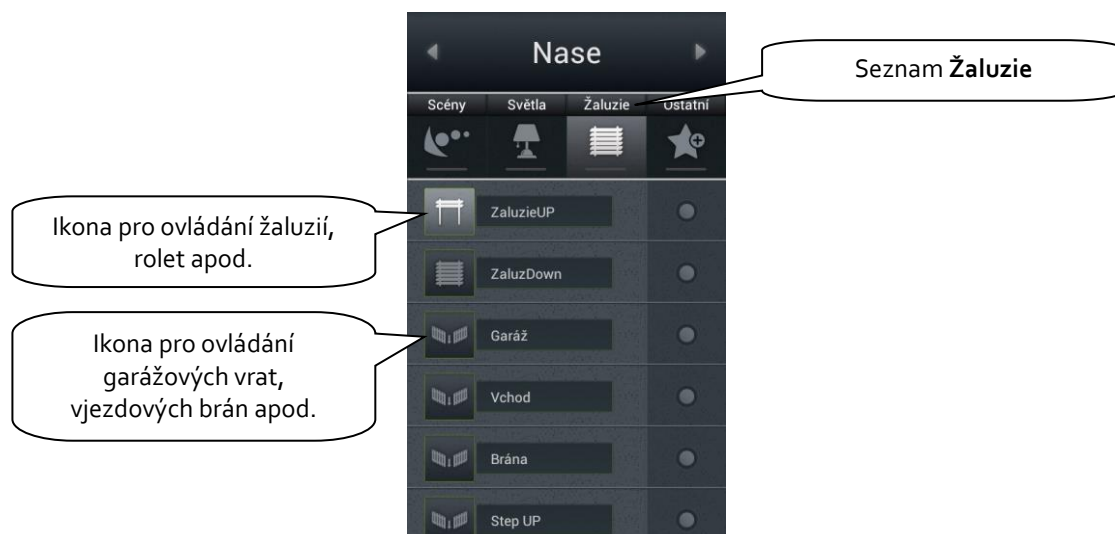 Nase
Seznam Žaluzie
Scény Světla Žaluzie Ostatní
Ikona pro ovládání žaluzií,
rolet apod.
ZaluzieUP
ZaluzDown
Ikona pro ovládání
garážových vrat,
vjezdových brán apod.
Garáž
Vchod
Brána
Step UP